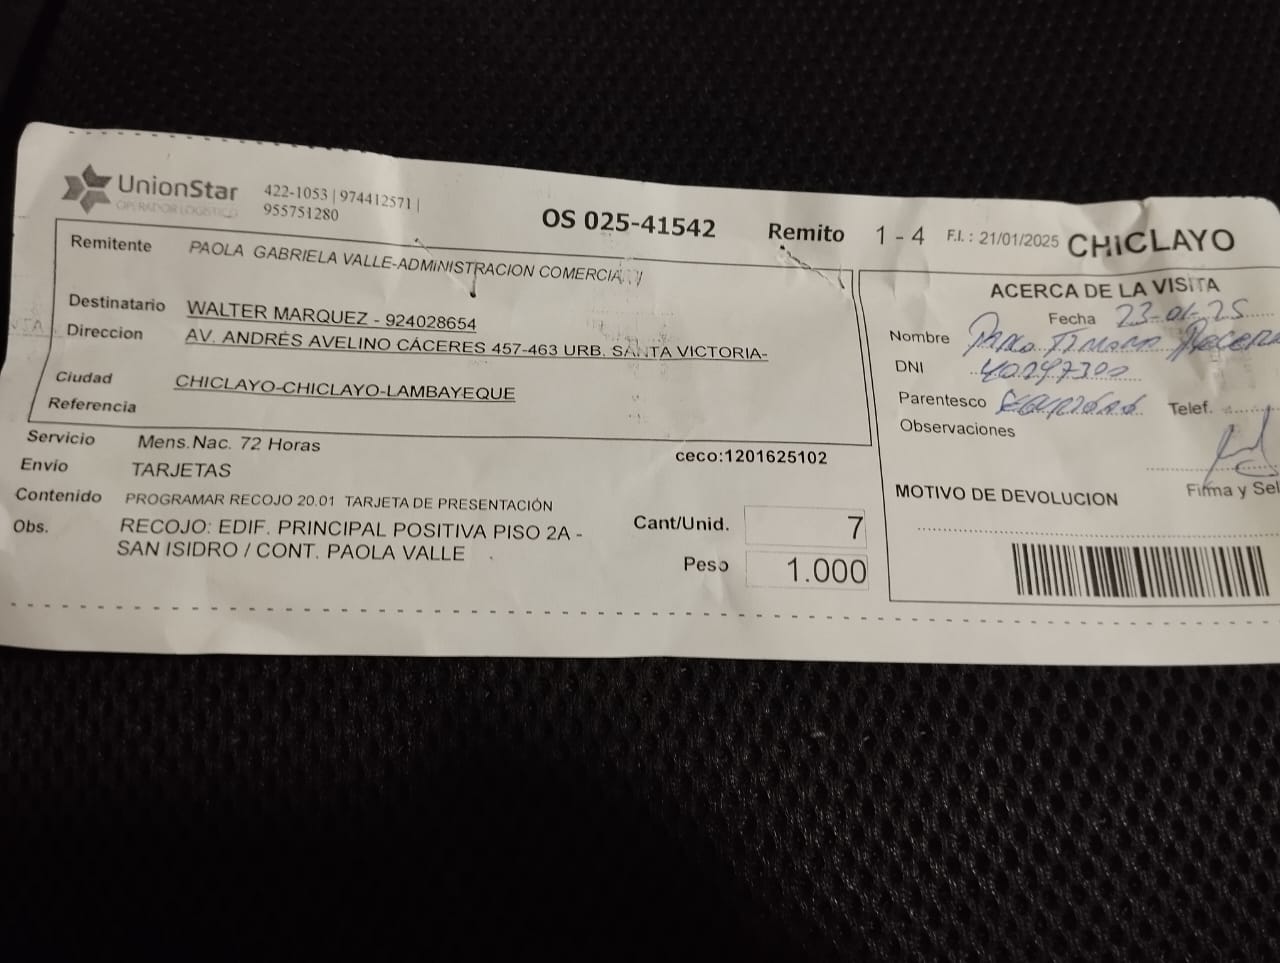 UnionStar
OPERADOR LOGISTICO
422-1053 | 974412571 |
955751280
OS 025-41542
Remito 1 - 4
F.I. : 21/01/2025
CHICLAYO
Remitente PAOLA GABRIELA VALLE-ADMINISTRACION COMERCIA
Destinatario WALTER MARQUEZ - 924028654
Direccion AV. ANDRÉS AVELINO CÁCERES 457-463 URB. SANTA VICTORIA-
Ciudad CHICLAYO-CHICLAYO-LAMBAYEQUE
Referencia
Servicio Mens.Nac. 72 Horas
ceco:1201625102
Envio TARJETAS
Contenido PROGRAMAR RECOJO 20.01 TARJETA DE PRESENTACIÓN
Obs. RECOJO: EDIF. PRINCIPAL POSITIVA PISO 2A -
SAN ISIDRO / CONT. PAOLA VALLE
Cant/Unid. 7
Peso 1.000
ACERCA DE LA VISITA
Fecha 23-01-25
Nombre
DNI 40297300
Parentesco
Telef.
Observaciones
Firma y Sel
MOTIVO DE DEVOLUCION